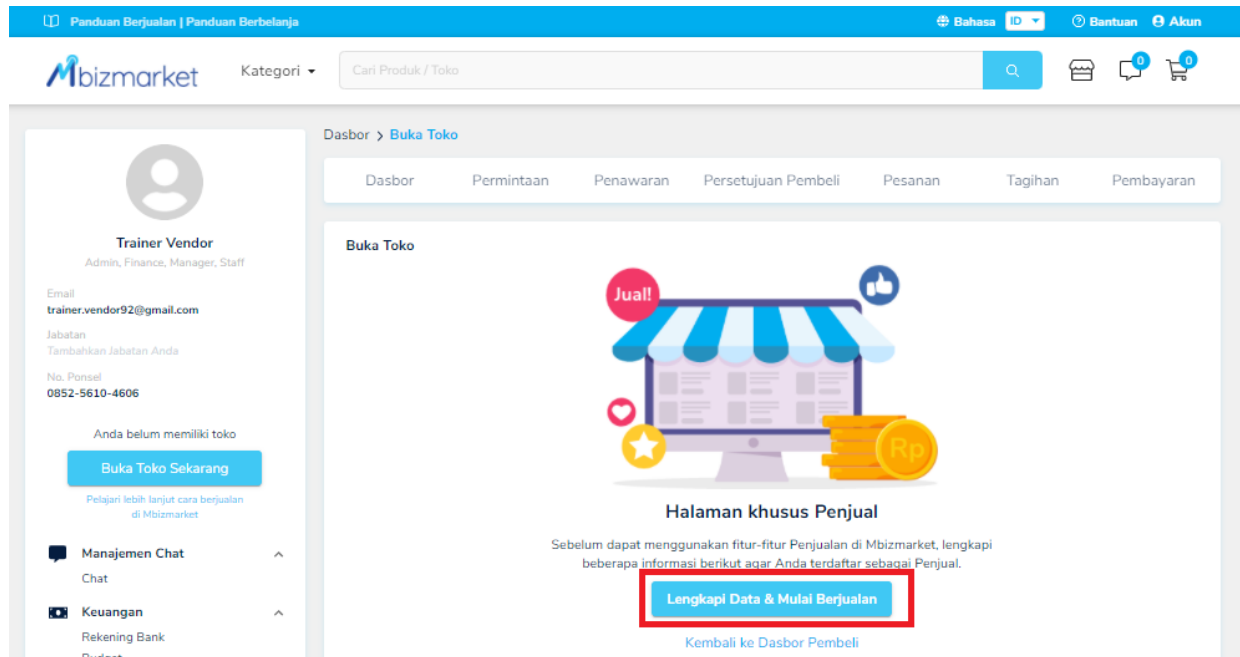 Panduan Berjualan | Panduan Berbelanja
Bahasa ID
Bantuan
Akun
Mbizmarket
Kategori
Cari Produk / Toko
0
0
Trainer Vendor
Admin, Finance, Manager, Staff
Email
trainer.vendor92@gmail.com
Jabatan
Tambahkan Jabatan Anda
No. Ponsel
0852-5610-4606
Anda belum memiliki toko
Buka Toko Sekarang
Pelajari lebih lanjut cara berjualan
di Mbizmarket
Manajemen Chat
Chat
Keuangan
Rekening Bank
Budget
Dasbor > Buka Toko
Dasbor Permintaan Penawaran Persetujuan Pembeli Pesanan Tagihan Pembayaran
Buka Toko
Jual!
Rp
Halaman khusus Penjual
Sebelum dapat menggunakan fitur-fitur Penjualan di Mbizmarket, lengkapi
beberapa informasi berikut agar Anda terdaftar sebagai Penjual.
Lengkapi Data & Mulai Berjualan
Kembali ke Dasbor Pembeli